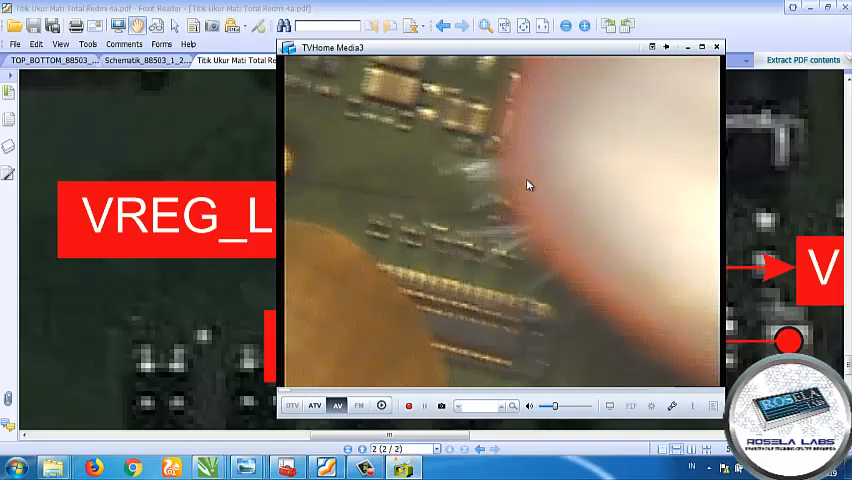 Titik Ukur Mati Total Redmi 4a.pdf - Foxit Reader - [Titik Ukur Mati Total Redmi 4a.pdf]
File Edit View Tools Comments Forms Help
TOP_BOTTOM_88503_... Schematik_88503_1_2... Titik Ukur Mati Total Re
Extract PDF contents
TVHome Media3
VREG_L
V
DTV ATV AV FM
PIP
2 (2 / 2)
IN
ROSELA
ROSELA LABS